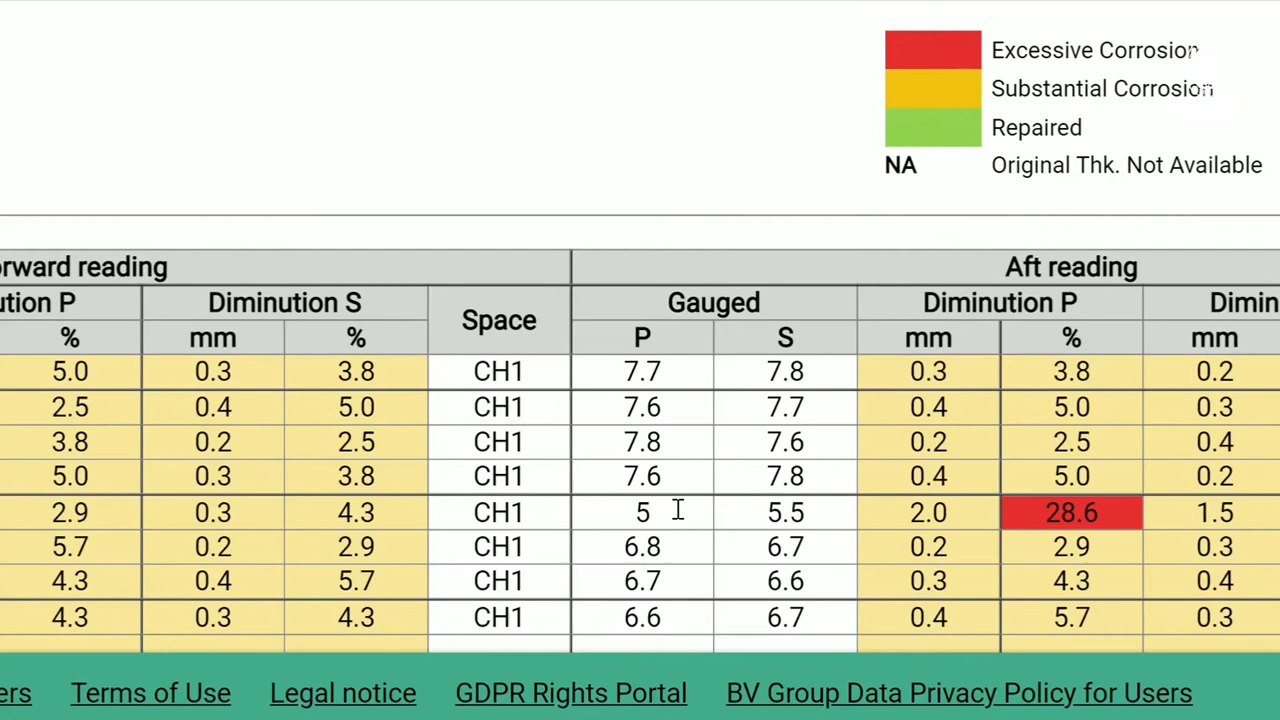 Excessive Corrosion
Substantial Corrosion
Repaired
NA Original Thk. Not Available
orward reading Aft reading
ution P Diminution S Space Gauged Diminution P Dimin
% mm % P S mm % mm
5.0 0.3 3.8 CH1 7.7 7.8 0.3 3.8 0.2
2.5 0.4 5.0 CH1 7.6 7.7 0.4 5.0 0.3
3.8 0.2 2.5 CH1 7.8 7.6 0.2 2.5 0.4
5.0 0.3 3.8 CH1 7.6 7.8 0.4 5.0 0.2
2.9 0.3 4.3 CH1 5 5.5 2.0 28.6 1.5
5.7 0.2 2.9 CH1 6.8 6.7 0.2 2.9 0.3
4.3 0.4 5.7 CH1 6.7 6.6 0.3 4.3 0.4
4.3 0.3 4.3 CH1 6.6 6.7 0.4 5.7 0.3
ers Terms of Use Legal notice GDPR Rights Portal BV Group Data Privacy Policy for Users